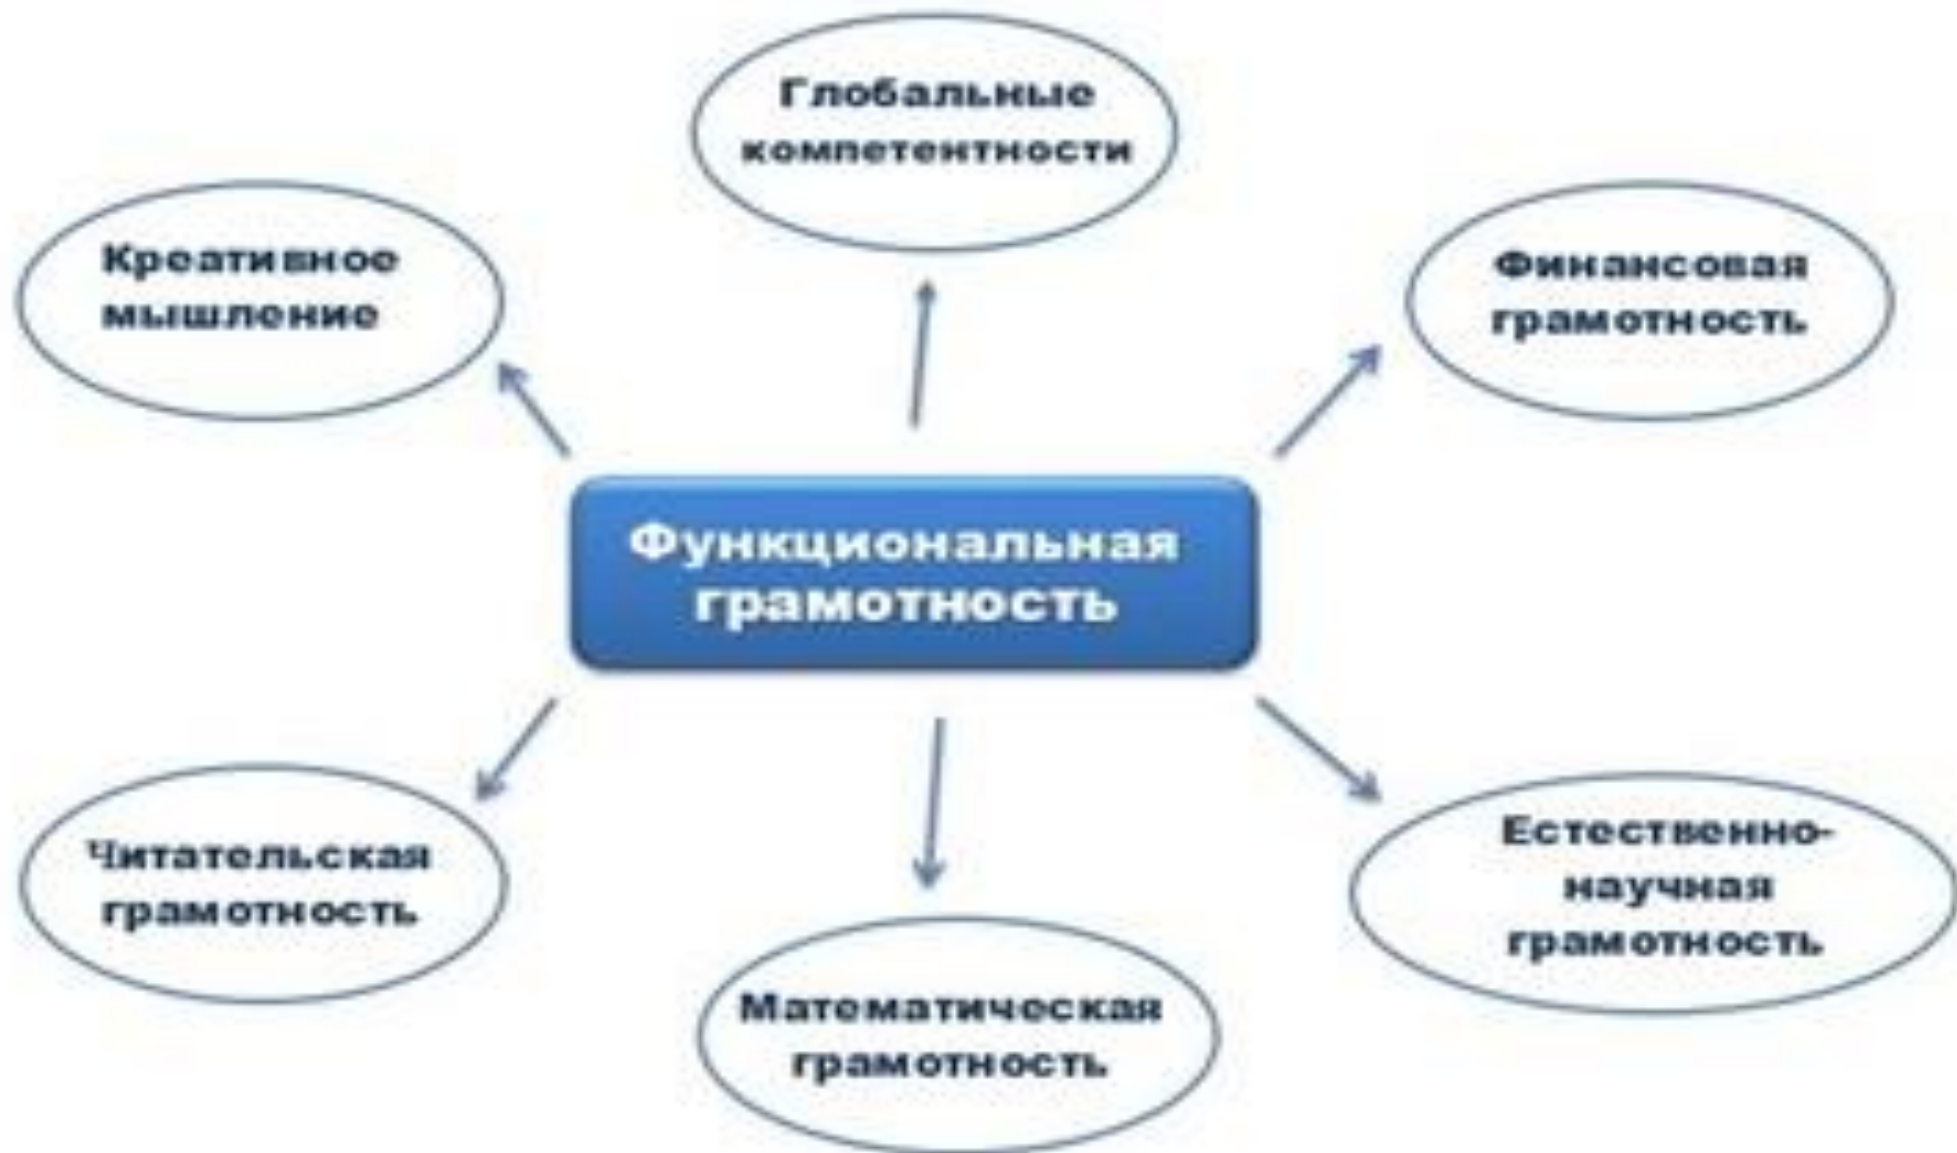 Глобальные
компетентности
Креативное
мышление
Финансовая
грамотность
Функциональная
грамотность
Читательская
грамотность
Естественно-
научная
грамотность
Математическая
грамотность